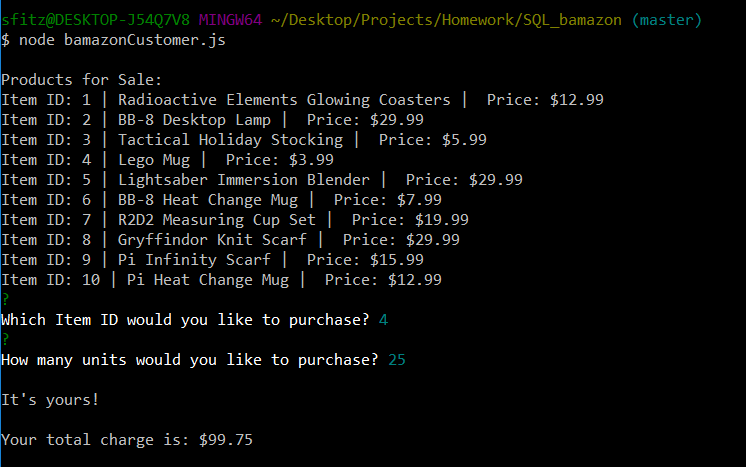 sfitz@DESKTOP-J54Q7V8 MINGW64 ~/Desktop/Projects/Homework/SQL_bamazon (master)
$ node bamazonCustomer.js
Products for Sale:
Item ID: 1 | Radioactive Elements Glowing Coasters |  Price: $12.99
Item ID: 2 | BB-8 Desktop Lamp |  Price: $29.99
Item ID: 3 | Tactical Holiday Stocking |  Price: $5.99
Item ID: 4 | Lego Mug |  Price: $3.99
Item ID: 5 | Lightsaber Immersion Blender |  Price: $29.99
Item ID: 6 | BB-8 Heat Change Mug |  Price: $7.99
Item ID: 7 | R2D2 Measuring Cup Set |  Price: $19.99
Item ID: 8 | Gryffindor Knit Scarf |  Price: $29.99
Item ID: 9 | Pi Infinity Scarf |  Price: $15.99
Item ID: 10 | Pi Heat Change Mug |  Price: $12.99
?
Which Item ID would you like to purchase? 4
?
How many units would you like to purchase? 25
It's yours!
Your total charge is: $99.75